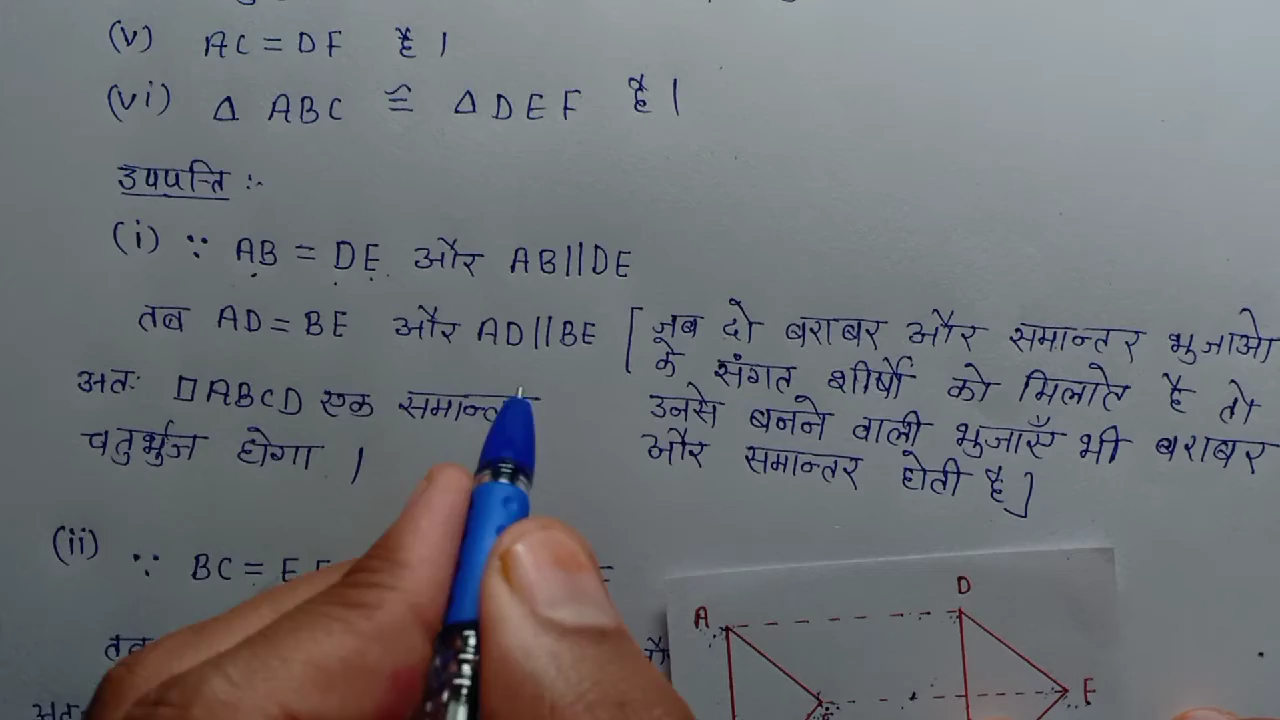 (v) AC = DF है।
(vi) Δ ABC ≅ Δ DEF है।
उपपत्ति :-
(i) ∵ AB = DE और AB||DE
तब AD = BE और AD||BE [जब दो बराबर और समान्तर भुजाओ
के संगत शीर्षो को मिलाते है तो
अतः □ABCD एक समान्त
उनसे बनने वाली भुजाएँ भी बराबर
चतुर्भुज होगा।
और समान्तर होती है]
(ii) ∵ BC = E
तब
अतः
D
A
E